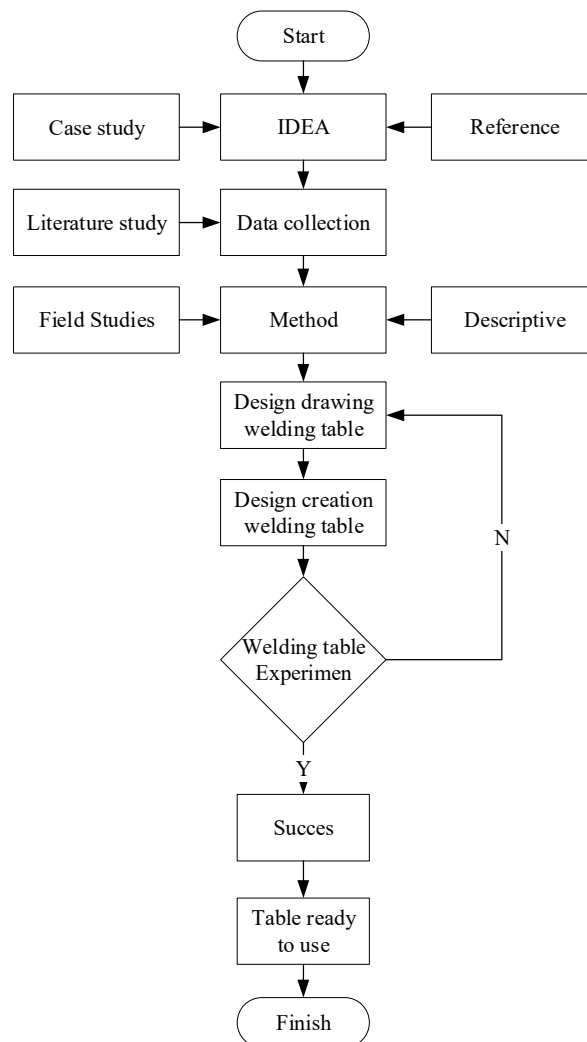 Start
Case study
IDEA
Reference
Literature study
Data collection
Field Studies
Method
Descriptive
Design drawing
welding table
Design creation
welding table
N
Welding table
Experimen
Y
Succes
Table ready
to use
Finish